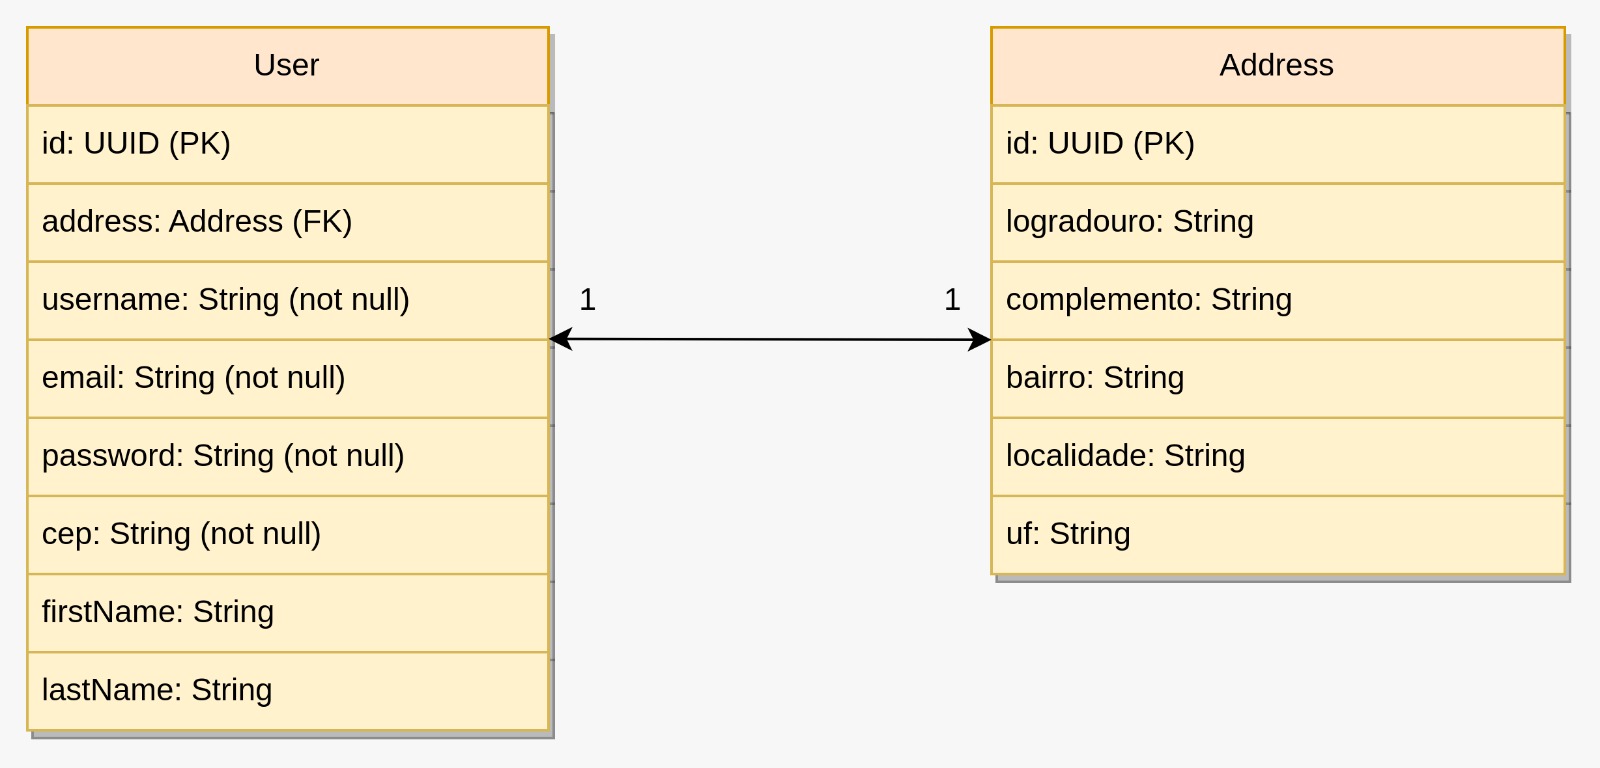 User
id: UUID (PK)
address: Address (FK)
username: String (not null)
email: String (not null)
password: String (not null)
cep: String (not null)
firstName: String
lastName: String
1
1
Address
id: UUID (PK)
logradouro: String
complemento: String
bairro: String
localidade: String
uf: String